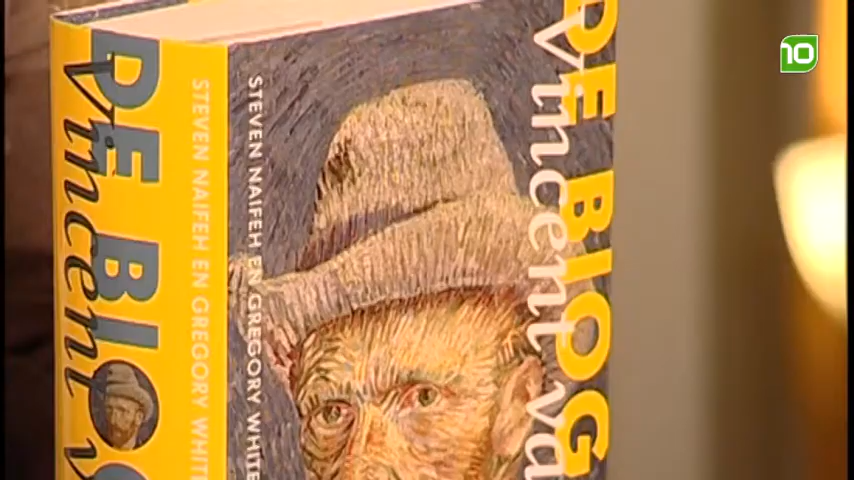 DE BIO
Vincent v
STEVEN NAIFEH EN GREGORY WHITE
STEVEN NAIFEH EN GREGORY WHITE
DE BIOG
Vincent va
10